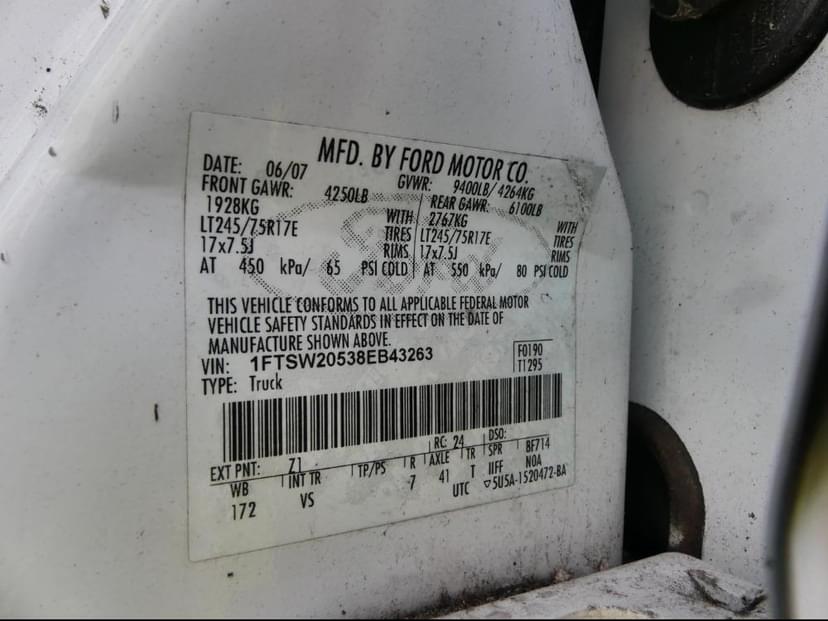 MFD. BY FORD MOTOR CO.
DATE: 06/07 GVWR: 9400LB/ 4264KG
FRONT GAWR: 4250LB REAR GAWR: 6100LB
1928KG WITH 2767KG WITH
LT245/75R17E TIRES LT245/75R17E TIRES
17x7.5J RIMS 17x7.5J RIMS
AT 450 kPa/ 65 PSI COLD AT 550 kPa/ 80 PSI COLD
THIS VEHICLE CONFORMS TO ALL APPLICABLE FEDERAL MOTOR
VEHICLE SAFETY STANDARDS IN EFFECT ON THE DATE OF
MANUFACTURE SHOWN ABOVE.
VIN: 1FTSW20538EB43263 F0190
TYPE: Truck T1295
EXT PNT: Z1 RC: 24 DSO:
WB INT TR TP/PS R AXLE TR SPR BF714
172 VS -7 41 T IIFF N0A
UTC ▽5U5A-1520472-BA